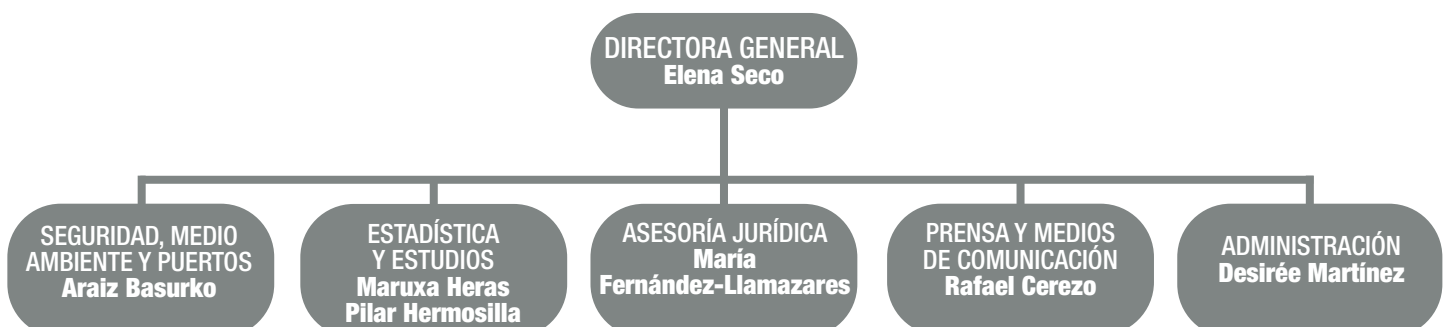 DIRECTORA GENERAL
Elena Seco
SEGURIDAD, MEDIO
AMBIENTE Y PUERTOS
Araiz Basurko
ESTADÍSTICA
Y ESTUDIOS
Maruxa Heras
Pilar Hermosilla
ASESORÍA JURÍDICA
María
Fernández-Llamazares
PRENSA Y MEDIOS
DE COMUNICACIÓN
Rafael Cerezo
ADMINISTRACIÓN
Desirée Martínez